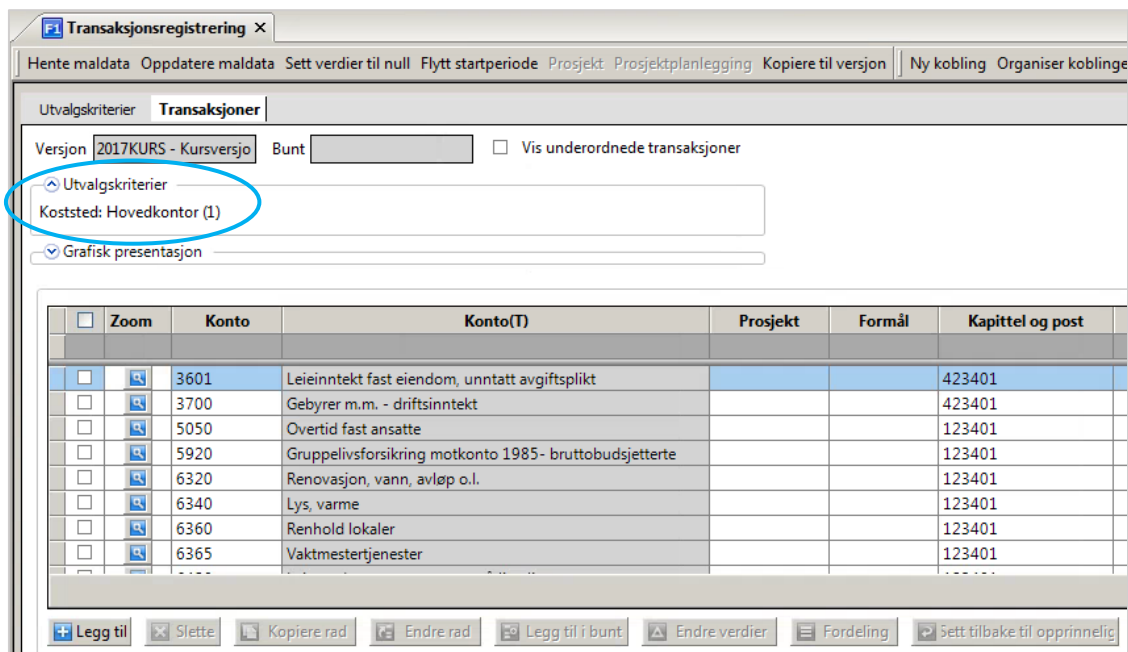 F1 Transaksjonsregistrering ×
Hente maldata Oppdatere maldata Sett verdier til null Flytt startperiode Prosjekt Prosjektplanlegging Kopiere til versjon Ny kobling Organiser koblinge
Utvalgskriterier Transaksjoner
Versjon 2017KURS - Kursversjo Bunt Vis underordnede transaksjoner
Utvalgskriterier
Koststed: Hovedkontor (1)
Grafisk presentasjon
Zoom Konto Konto(T) Prosjekt Formål Kapittel og post
3601 Leieinntekt fast eiendom, unntatt avgiftsplikt 423401
3700 Gebyrer m.m. - driftsinntekt 423401
5050 Overtid fast ansatte 123401
5920 Gruppelivsforsikring motkonto 1985- bruttobudsjetterte 123401
6320 Renovasjon, vann, avløp o.l. 123401
6340 Lys, varme 123401
6360 Renhold lokaler 123401
6365 Vaktmestertjenester 123401
Legg til Slette Kopiere rad Endre rad Legg til i bunt Endre verdier Fordeling Sett tilbake til opprinnelig